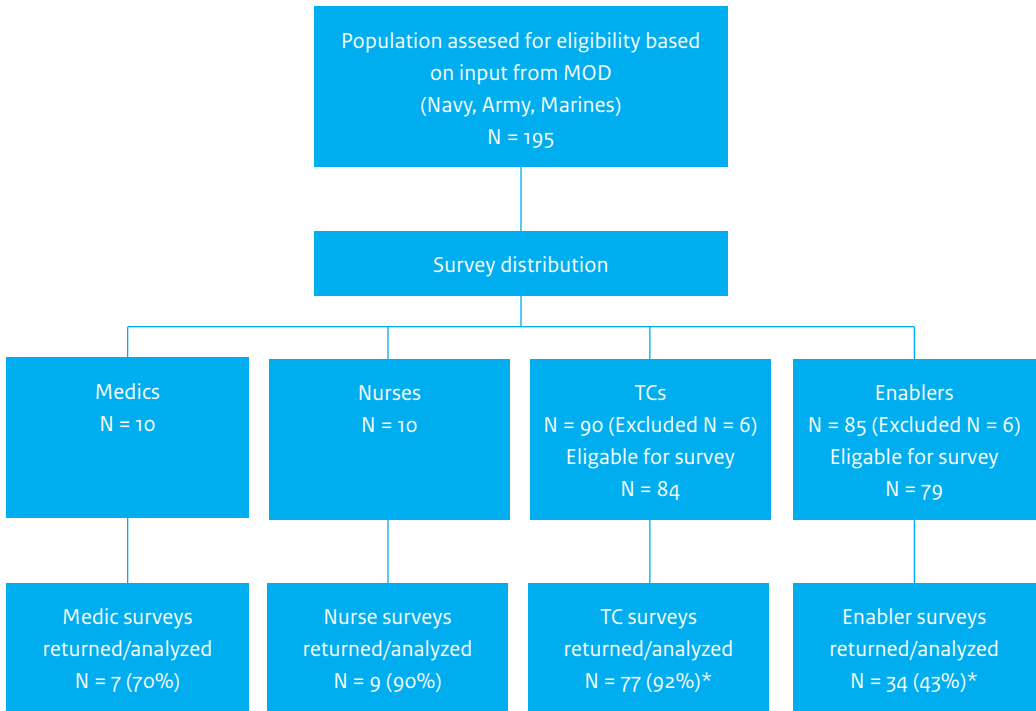 Population assesed for eligibility based
on input from MOD
(Navy, Army, Marines)
N = 195
Survey distribution
Medics
N = 10
Nurses
N = 10
TCs
N = 90 (Excluded N = 6)
Eligable for survey
N = 84
Enablers
N = 85 (Excluded N = 6)
Eligable for survey
N = 79
Medic surveys
returned/analyzed
N = 7 (70%)
Nurse surveys
returned/analyzed
N = 9 (90%)
TC surveys
returned/analyzed
N = 77 (92%)*
Enabler surveys
returned/analyzed
N = 34 (43%)*